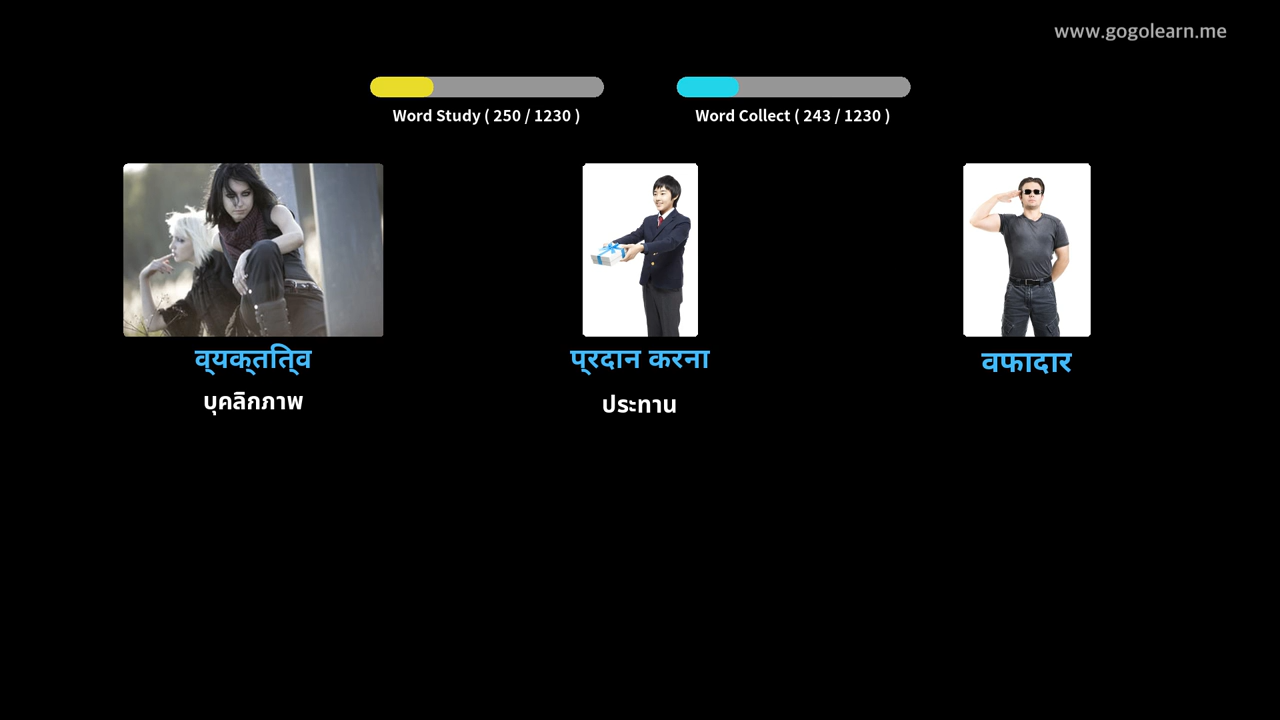 www.gogolearn.me
Word Study ( 250 / 1230 )
Word Collect ( 243 / 1230 )
व्यक्तित्व
प्रदान करना
वफादार
บุคลิกภาพ
ประทาน